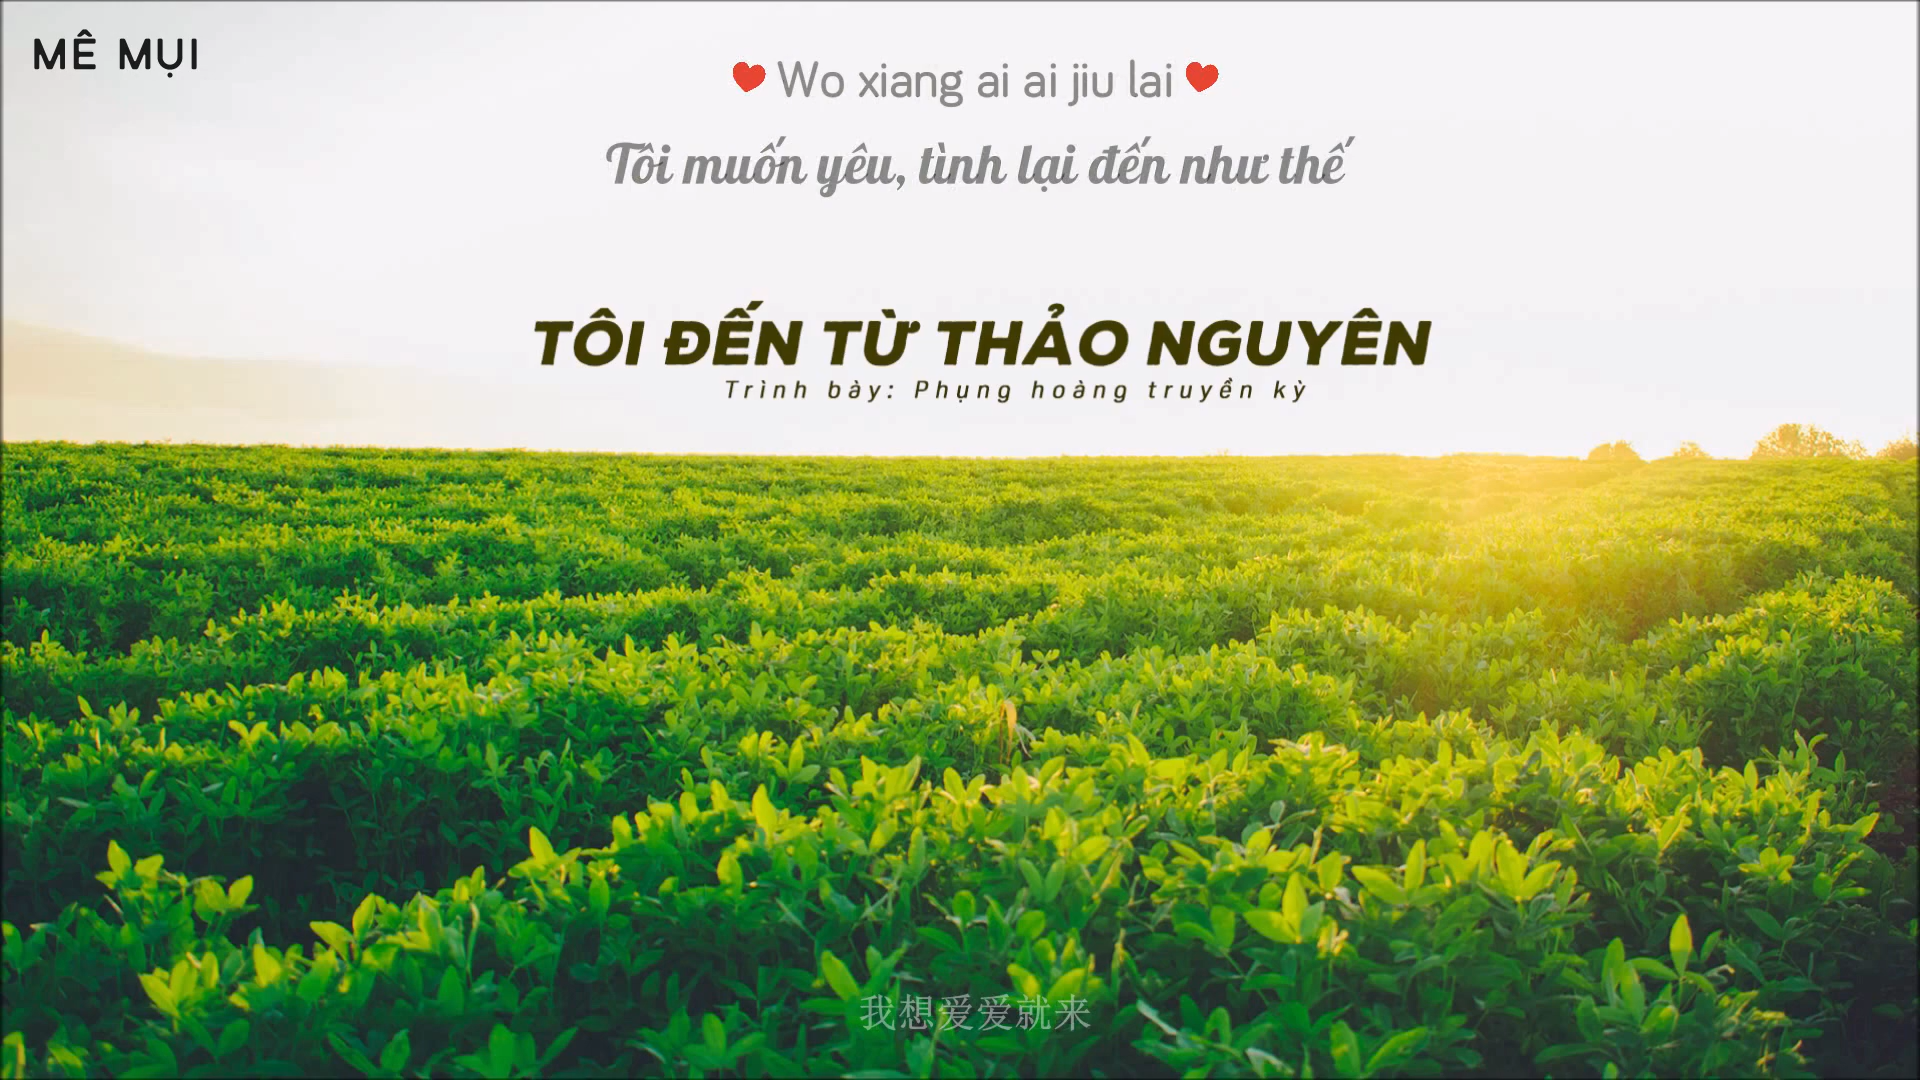 MÊ MỤI
Wo xiang ai ai jiu lai
Tôi muốn yêu, tình lại đến như thế
TÔI ĐẾN TỪ THẢO NGUYÊN
Trình bày: Phụng hoàng truyền kỳ
我想爱爱就来